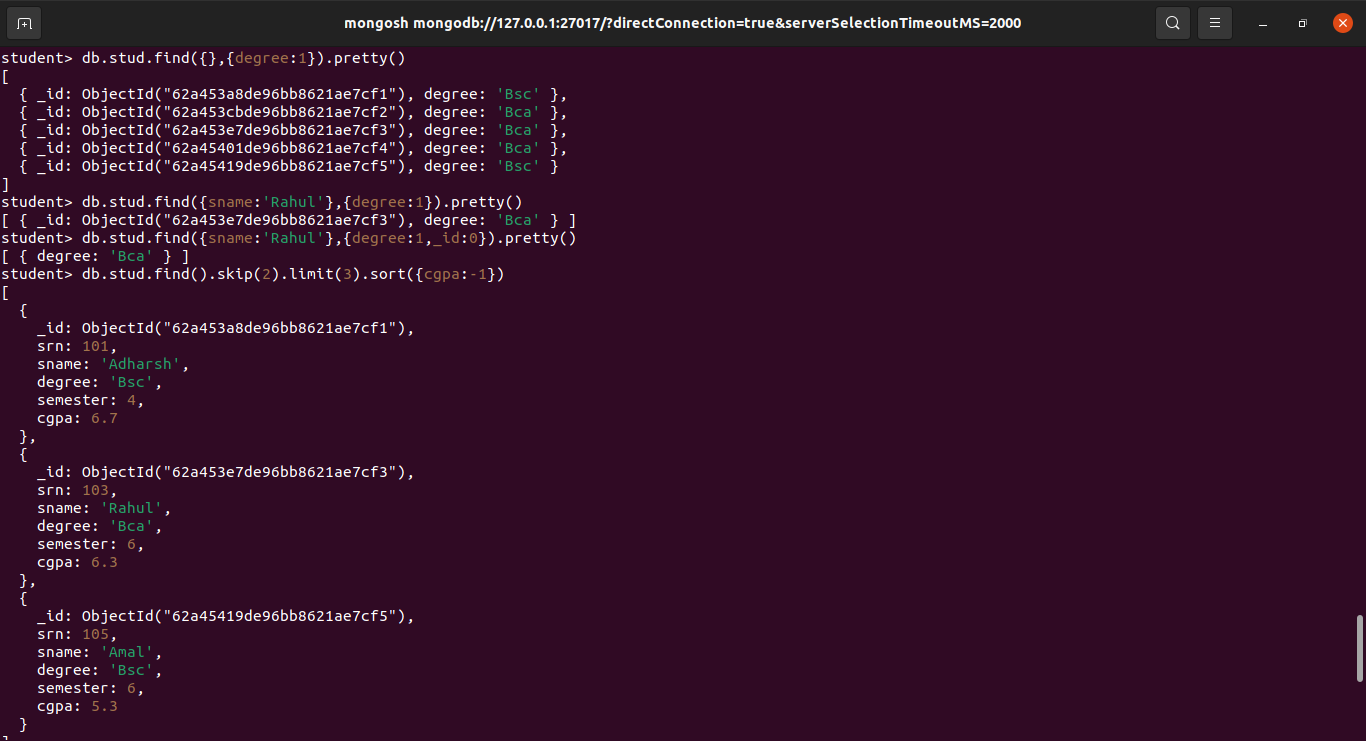 mongosh mongodb://127.0.0.1:27017/?directConnection=true&serverSelectionTimeoutMS=2000
student> db.stud.find({},{degree:1}).pretty()
[
  { _id: ObjectId("62a453a8de96bb8621ae7cf1"), degree: 'Bsc' },
  { _id: ObjectId("62a453cbde96bb8621ae7cf2"), degree: 'Bca' },
  { _id: ObjectId("62a453e7de96bb8621ae7cf3"), degree: 'Bca' },
  { _id: ObjectId("62a45401de96bb8621ae7cf4"), degree: 'Bca' },
  { _id: ObjectId("62a45419de96bb8621ae7cf5"), degree: 'Bsc' }
]
student> db.stud.find({sname:'Rahul'},{degree:1}).pretty()
[ { _id: ObjectId("62a453e7de96bb8621ae7cf3"), degree: 'Bca' } ]
student> db.stud.find({sname:'Rahul'},{degree:1,_id:0}).pretty()
[ { degree: 'Bca' } ]
student> db.stud.find().skip(2).limit(3).sort({cgpa:-1})
[
  {
    _id: ObjectId("62a453a8de96bb8621ae7cf1"),
    srn: 101,
    sname: 'Adharsh',
    degree: 'Bsc',
    semester: 4,
    cgpa: 6.7
  },
  {
    _id: ObjectId("62a453e7de96bb8621ae7cf3"),
    srn: 103,
    sname: 'Rahul',
    degree: 'Bca',
    semester: 6,
    cgpa: 6.3
  },
  {
    _id: ObjectId("62a45419de96bb8621ae7cf5"),
    srn: 105,
    sname: 'Amal',
    degree: 'Bsc',
    semester: 6,
    cgpa: 5.3
  }
]